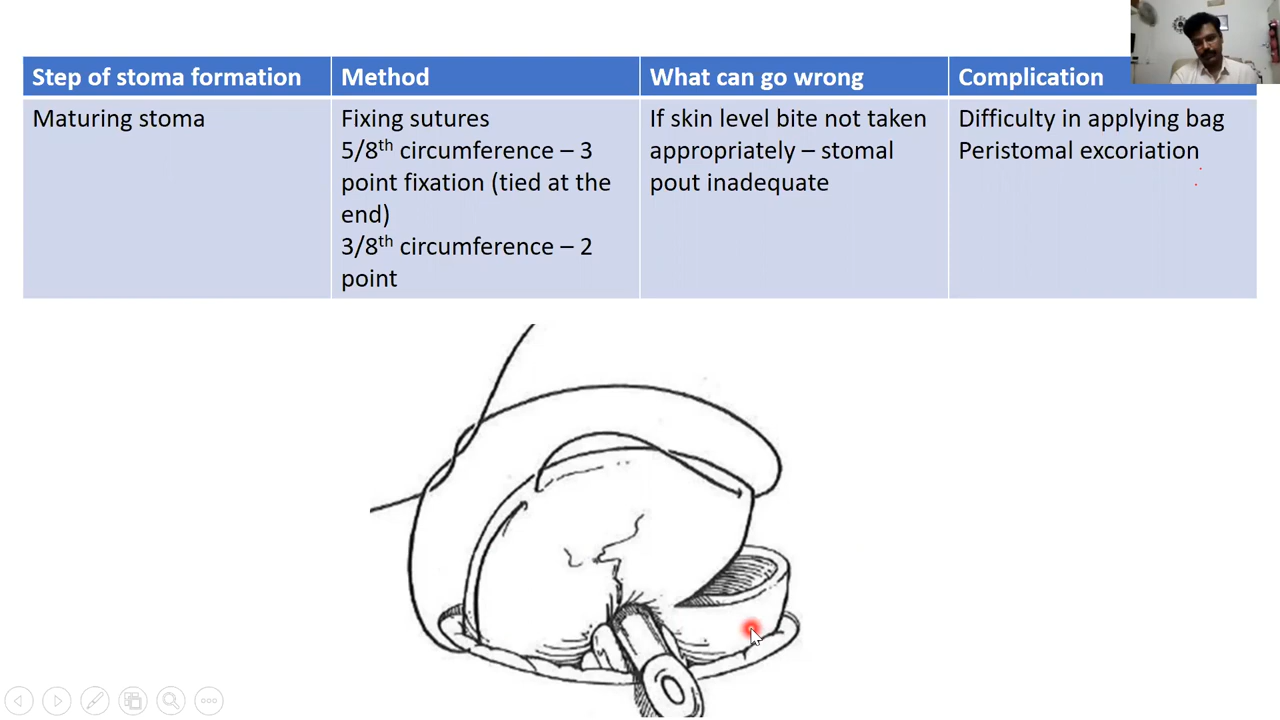 Step of stoma formation
Method
What can go wrong
Complication
Maturing stoma
Fixing sutures
5/8th circumference – 3
point fixation (tied at the
end)
3/8th circumference – 2
point
If skin level bite not taken
appropriately – stomal
pout inadequate
Difficulty in applying bag
Peristomal excoriation